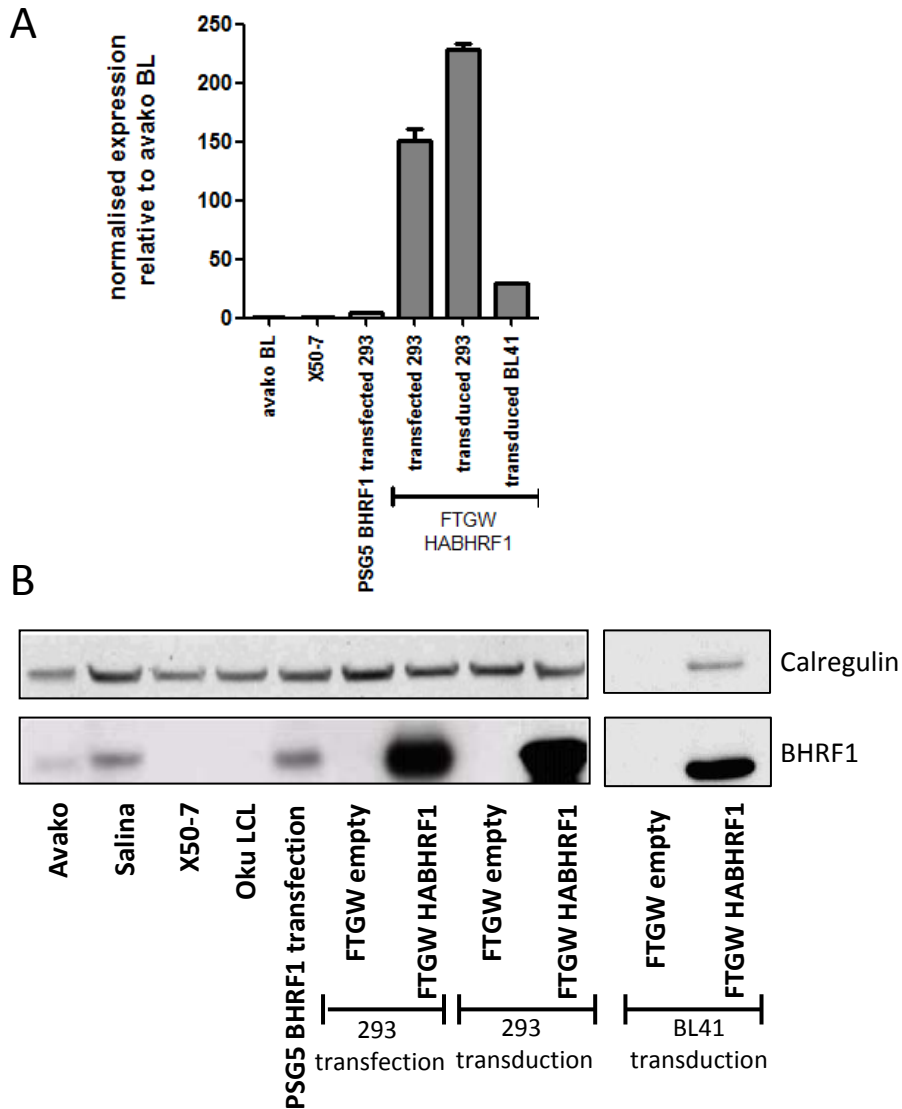 A
normalised expression
relative to avako BL
250
200
150
100
50
0
avako BL
X50-7
PSG5 BHRF1 transfected 293
transfected 293
transduced 293
transduced BL41
FTGW
HABHRF1
B
Calregulin
BHRF1
Avako
Salina
X50-7
Oku LCL
PSG5 BHRF1 transfection
FTGW empty
FTGW HABHRF1
FTGW empty
FTGW HABHRF1
FTGW empty
FTGW HABHRF1
293
transfection
293
transduction
BL41
transduction